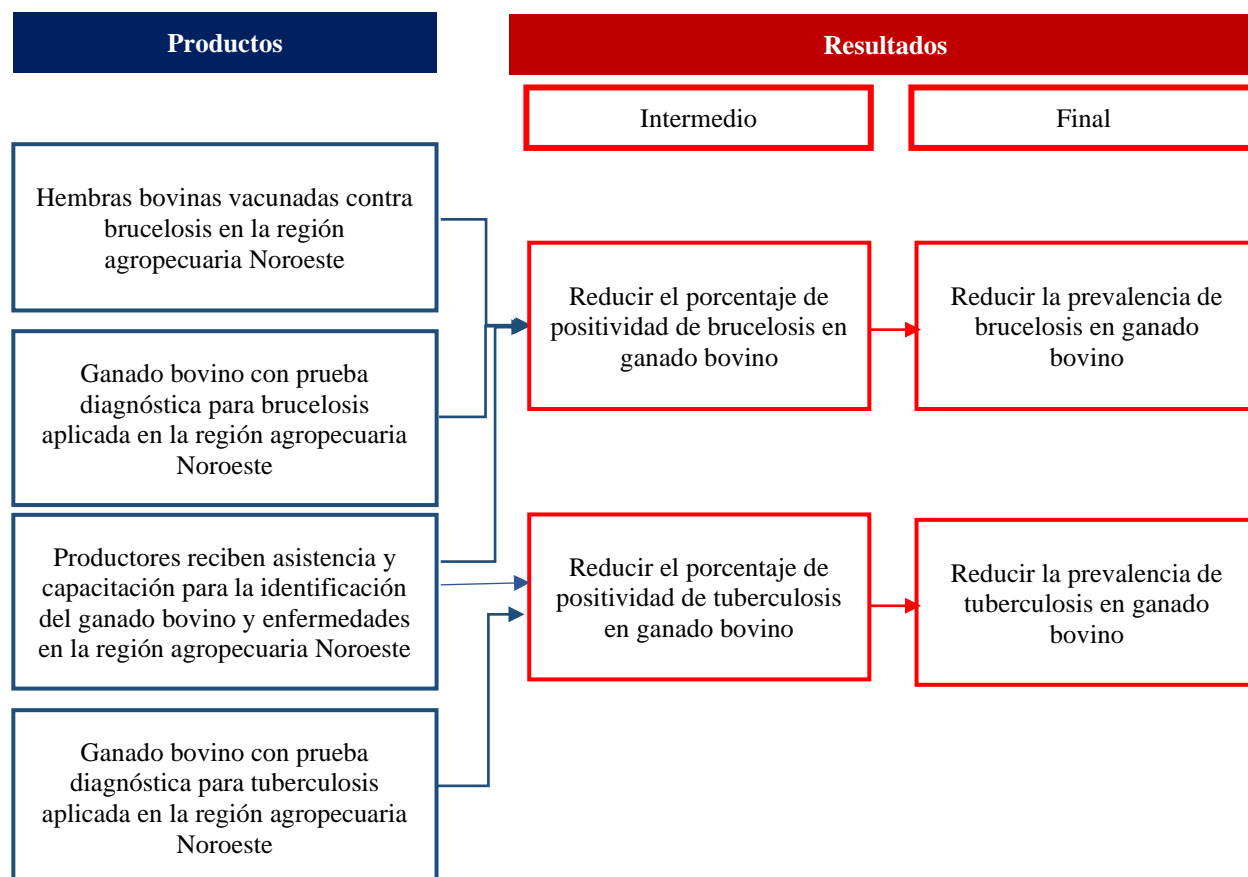 Productos
Resultados
Intermedio
Final
Hembras bovinas vacunadas contra
brucelosis en la región
agropecuaria Noroeste
Ganado bovino con prueba
diagnóstica para brucelosis
aplicada en la región agropecuaria
Noroeste
Productores reciben asistencia y
capacitación para la identificación
del ganado bovino y enfermedades
en la región agropecuaria Noroeste
Ganado bovino con prueba
diagnóstica para tuberculosis
aplicada en la región agropecuaria
Noroeste
Reducir el porcentaje de
positividad de brucelosis en
ganado bovino
Reducir la prevalencia de
brucelosis en ganado
bovino
Reducir el porcentaje de
positividad de tuberculosis
en ganado bovino
Reducir la prevalencia de
tuberculosis en ganado
bovino